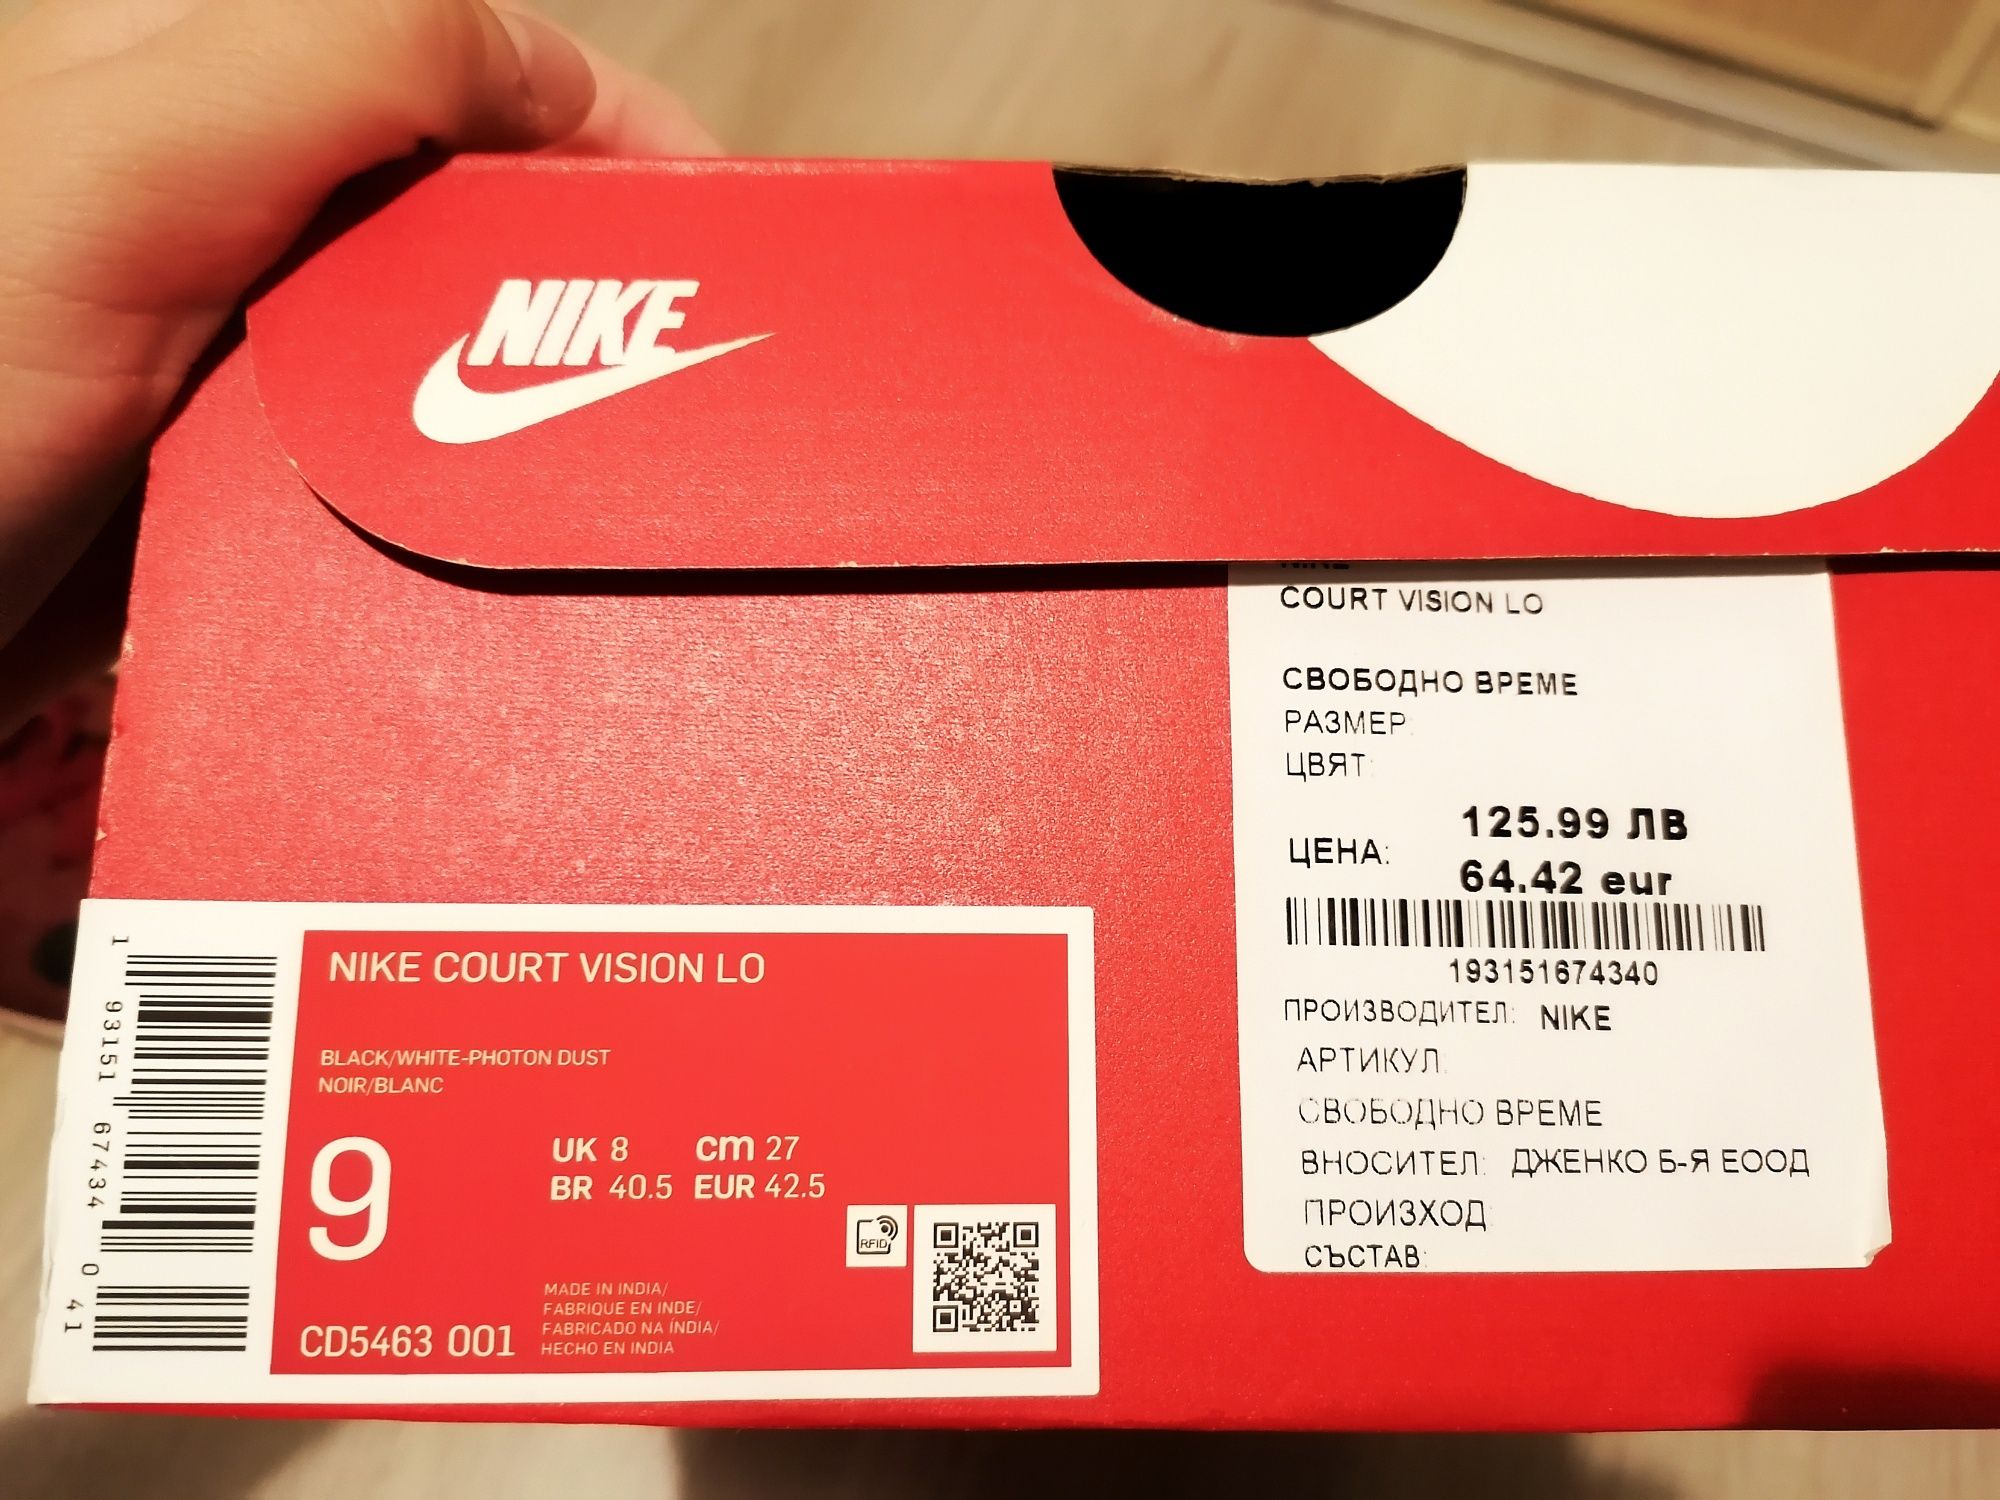 NIKE
NIKE
COURT VISION LO
СВОБОДНО ВРЕМЕ
РАЗМЕР:
ЦВЯТ:
125.99 ЛВ
ЦЕНА:
64.42 eur
193151674340
ПРОИЗВОДИТЕЛ: NIKE
АРТИКУЛ:
СВОБОДНО ВРЕМЕ
ВНОСИТЕЛ: ДЖЕНКО Б-Я ЕООД
ПРОИЗХОД:
СЪСТАВ:
1 93151 67434 0 41
NIKE COURT VISION LO
BLACK/WHITE-PHOTON DUST
NOIR/BLANC
9
UK 8 cm 27
BR 40.5 EUR 42.5
RFID
CD5463 001
MADE IN INDIA/
FABRIQUE EN INDE/
FABRICADO NA ÍNDIA/
HECHO EN INDIA